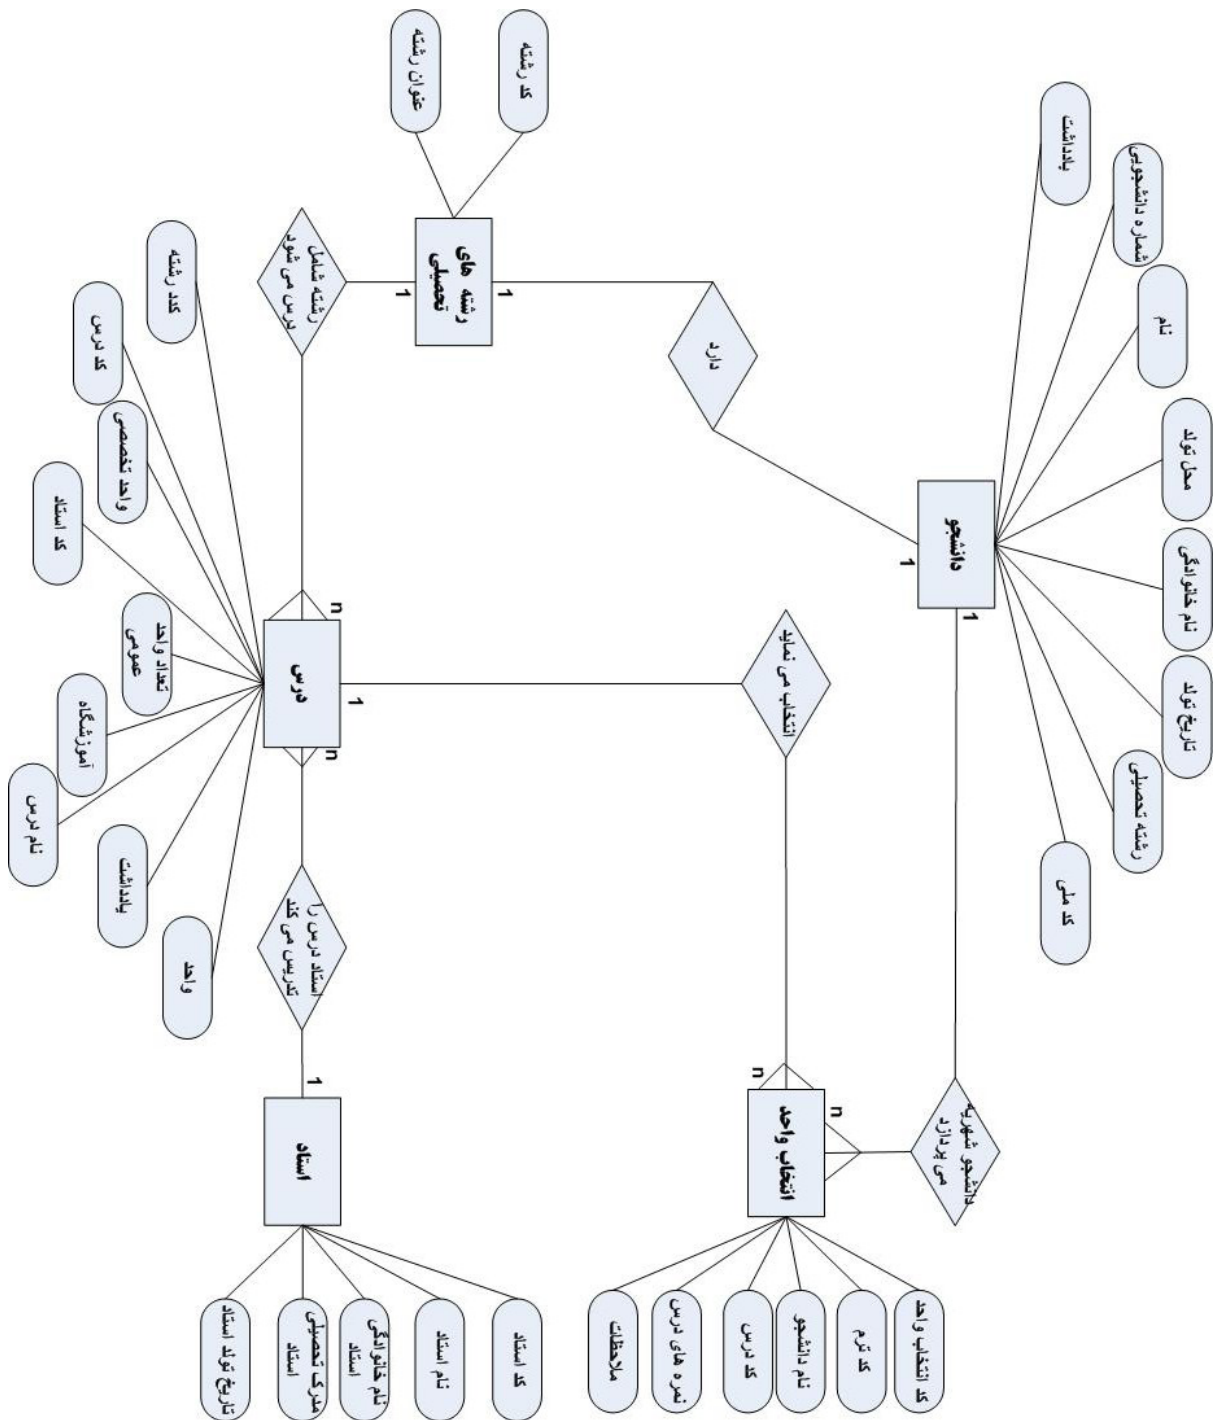 یادداشت
شماره دانشجویی
نام
محل تولد
نام خانوادگی
تاریخ تولد
رشته تحصیلی
کد ملی
دانشجو
1
1
دارد
کد رشته
عنوان رشته
رشته های
تحصیلی
1
1
رشته شامل
درس می شود
کدد رشته
کد درس
واحد تخصصی
کد استاد
تعداد واحد
عمومی
آموزشگاه
نام درس
یادداشت
واحد
درس
n
1
n
انتخاب می نماید
دانشجو شهریه
می پردازد
استاد درس را
تدریس می کند
n
n
انتخاب واحد
1
استاد
کد انتخاب واحد
کد ترم
نام دانشجو
کد درس
نمره های درس
ملاحظات
کد استاد
نام استاد
نام خانوادگی
استاد
مدرک تحصیلی
استاد
تاریخ تولد استاد